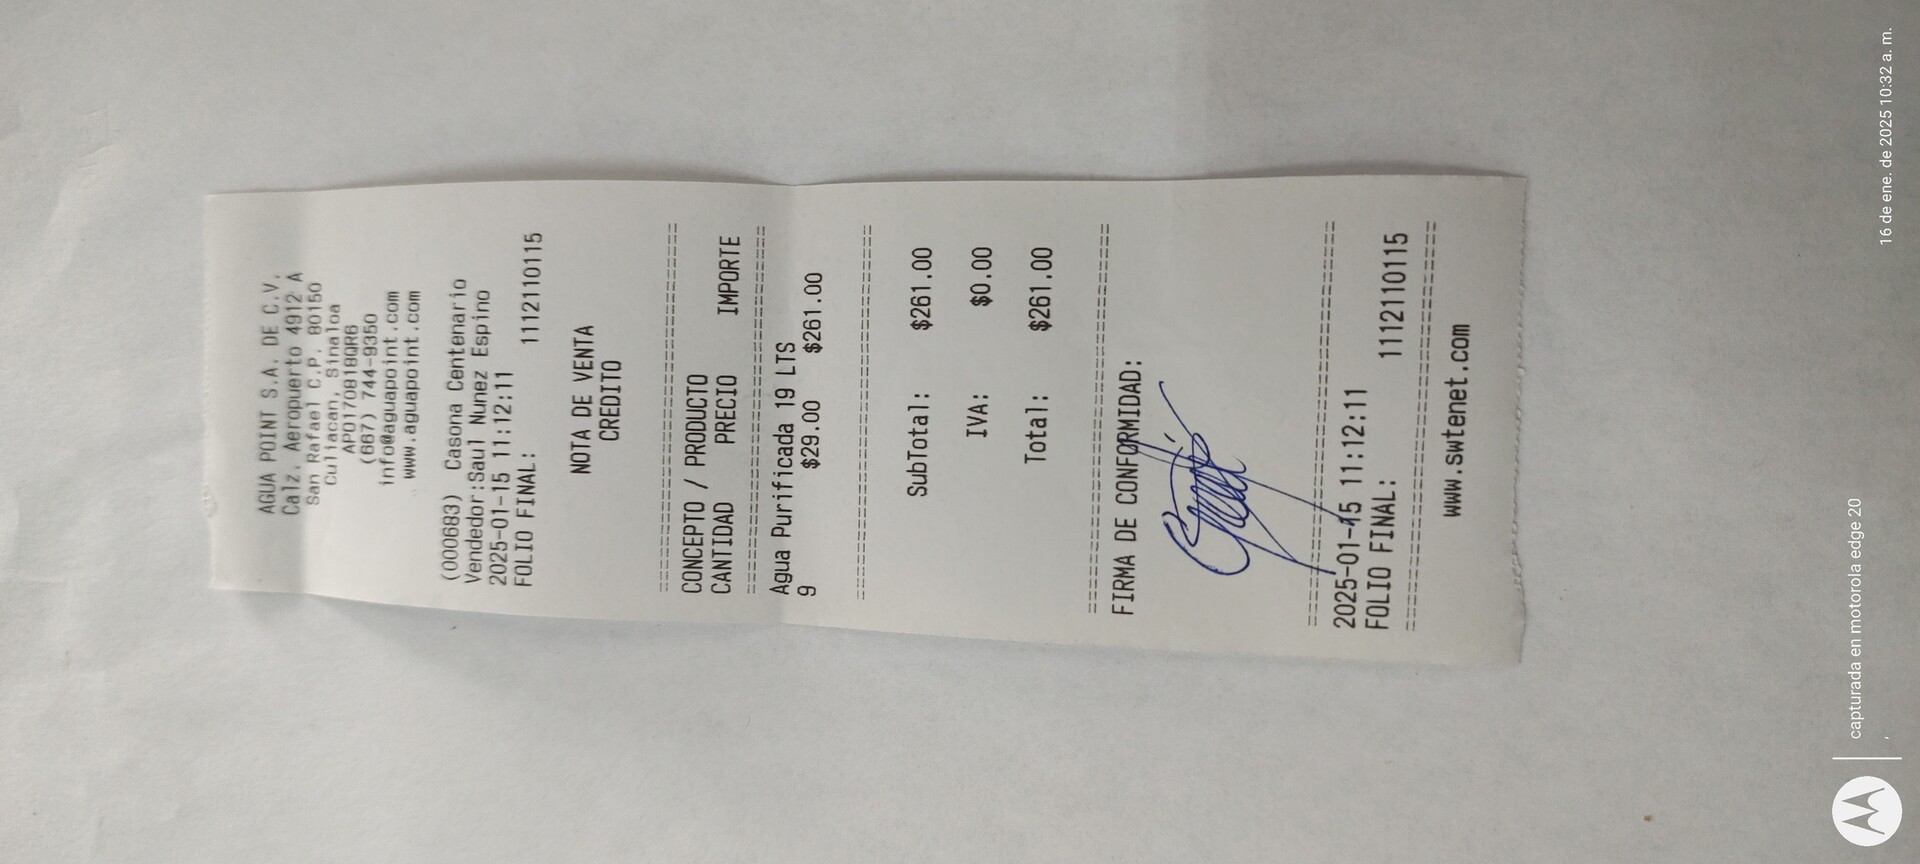 AGUA POINT S.A. DE C.V.
Calz. Aeropuerto 4912 A
San Rafael C.P. 80150
Culiacan, Sinaloa
APO170818QR6
(667) 744-9350
info@aguapoint.com
www.aguapoint.com
(000683) Casona Centenario
Vendedor:Saul Nunez Espino
2025-01-15 11:12:11
FOLIO FINAL: 1112110115
NOTA DE VENTA
CREDITO
CONCEPTO / PRODUCTO
CANTIDAD PRECIO IMPORTE
Agua Purificada 19 LTS
9 $29.00 $261.00
SubTotal: $261.00
IVA: $0.00
Total: $261.00
FIRMA DE CONFORMIDAD:
2025-01-15 11:12:11
FOLIO FINAL: 1112110115
www.swtenet.com
capturada en motorola edge 20
16 de ene. de 2025 10:32 a. m.